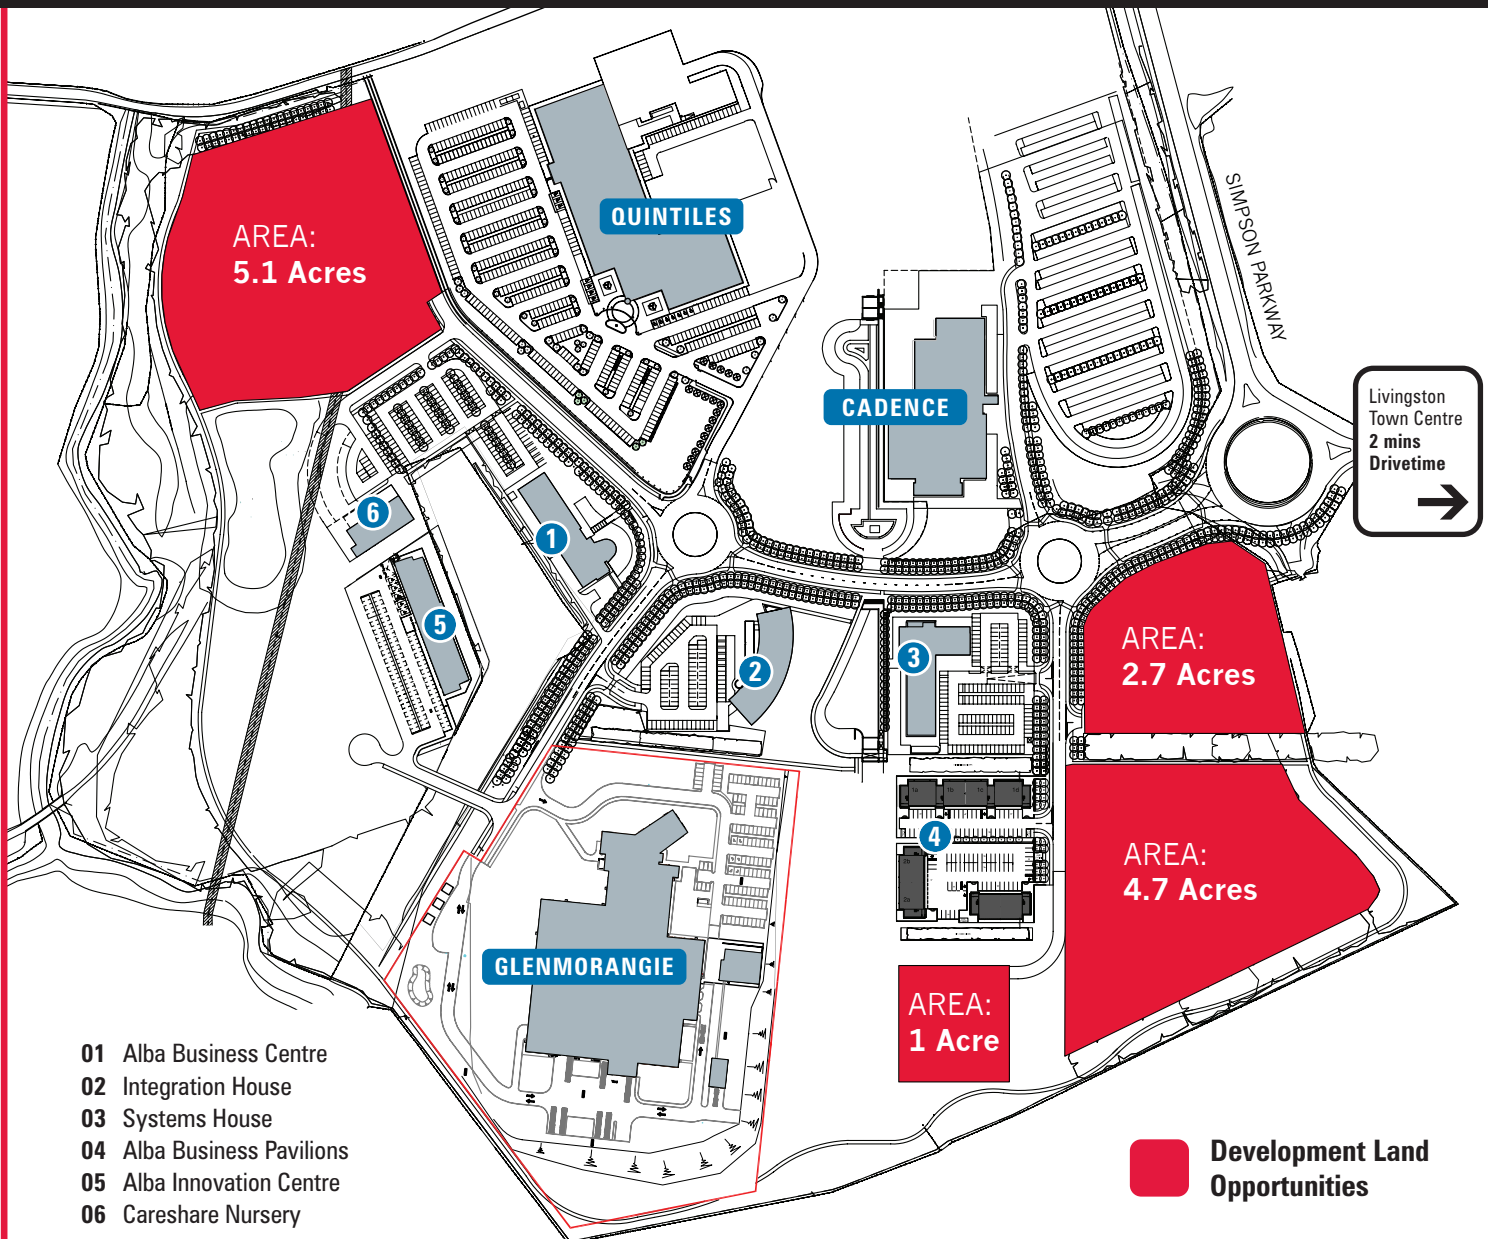 QUINTILES
AREA:
5.1 Acres
SIMPSON PARKWAY
CADENCE
Livingston
Town Centre
2 mins
Drivetime
6
1
5
2
3
AREA:
2.7 Acres
4
AREA:
4.7 Acres
GLENMORANGIE
AREA:
1 Acre
01 Alba Business Centre
02 Integration House
03 Systems House
04 Alba Business Pavilions
05 Alba Innovation Centre
06 Careshare Nursery
Development Land
Opportunities